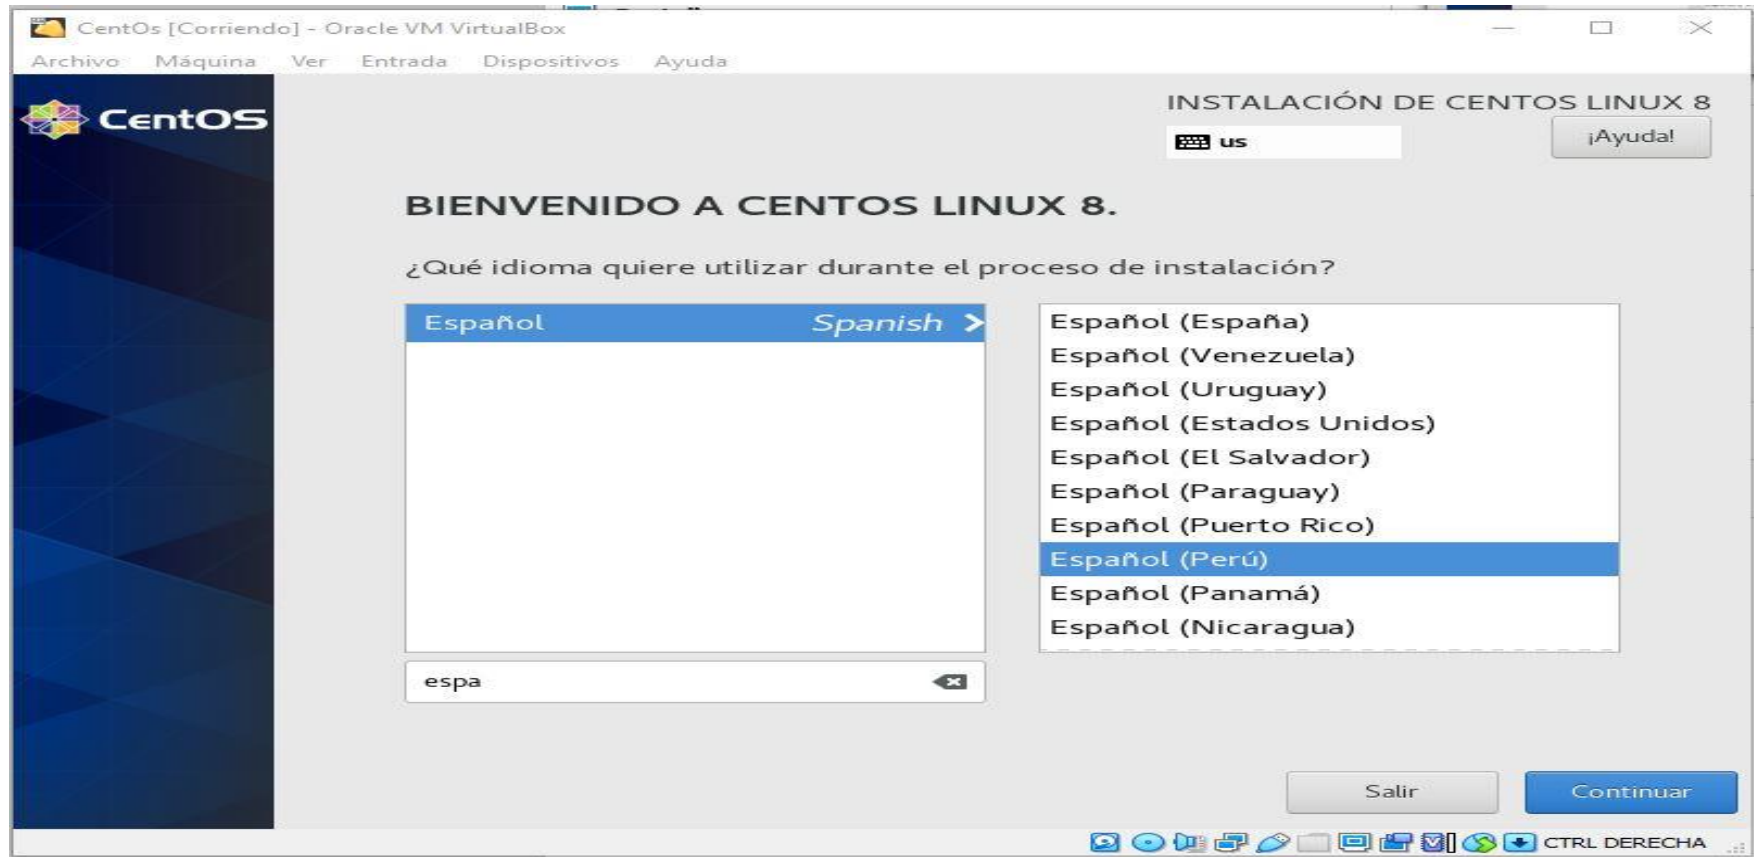 CentOs [Corriendo] - Oracle VM VirtualBox
Archivo Máquina Ver Entrada Dispositivos Ayuda
CentOS
INSTALACIÓN DE CENTOS LINUX 8
us
¡Ayuda!
BIENVENIDO A CENTOS LINUX 8.
¿Qué idioma quiere utilizar durante el proceso de instalación?
Español Spanish
espa
Español (España)
Español (Venezuela)
Español (Uruguay)
Español (Estados Unidos)
Español (El Salvador)
Español (Paraguay)
Español (Puerto Rico)
Español (Perú)
Español (Panamá)
Español (Nicaragua)
Salir
Continuar
CTRL DERECHA